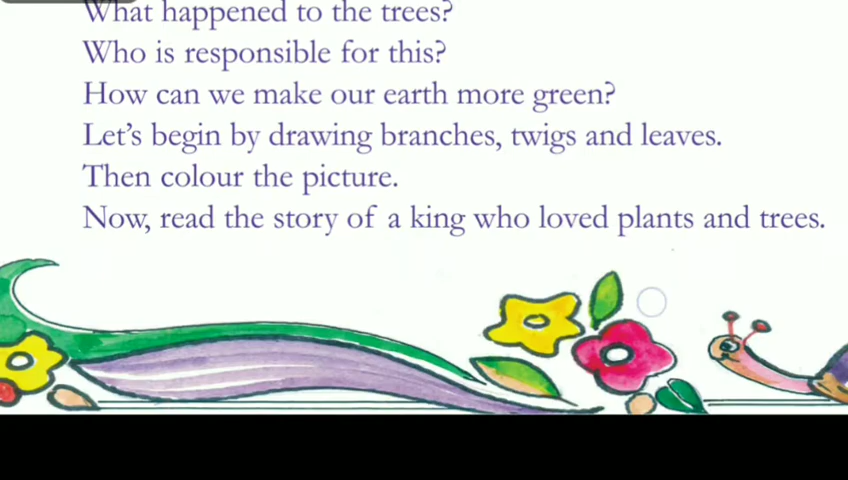 What happened to the trees?
Who is responsible for this?
How can we make our earth more green?
Let's begin by drawing branches, twigs and leaves.
Then colour the picture.
Now, read the story of a king who loved plants and trees.